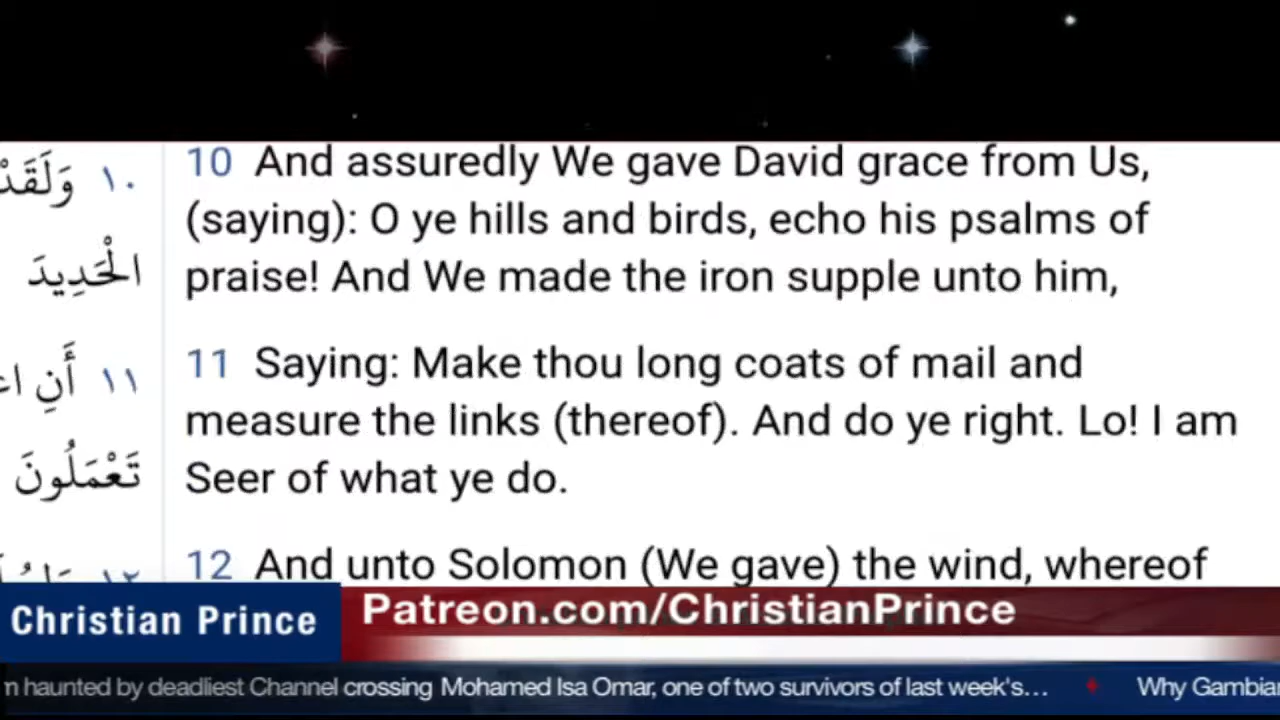 10 And assuredly We gave David grace from Us,
(saying): O ye hills and birds, echo his psalms of
praise! And We made the iron supple unto him,
11 Saying: Make thou long coats of mail and
measure the links (thereof). And do ye right. Lo! I am
Seer of what ye do.
12 And unto Solomon (We gave) the wind, whereof
١٠ وَلَقَدْ
الْحَدِيدَ
١١ أَنِ
تَعْمَلُونَ
١٢
Christian Prince
Patreon.com/ChristianPrince
haunted by deadliest Channel crossing Mohamed Isa Omar, one of two survivors of last week's... Why Gambian